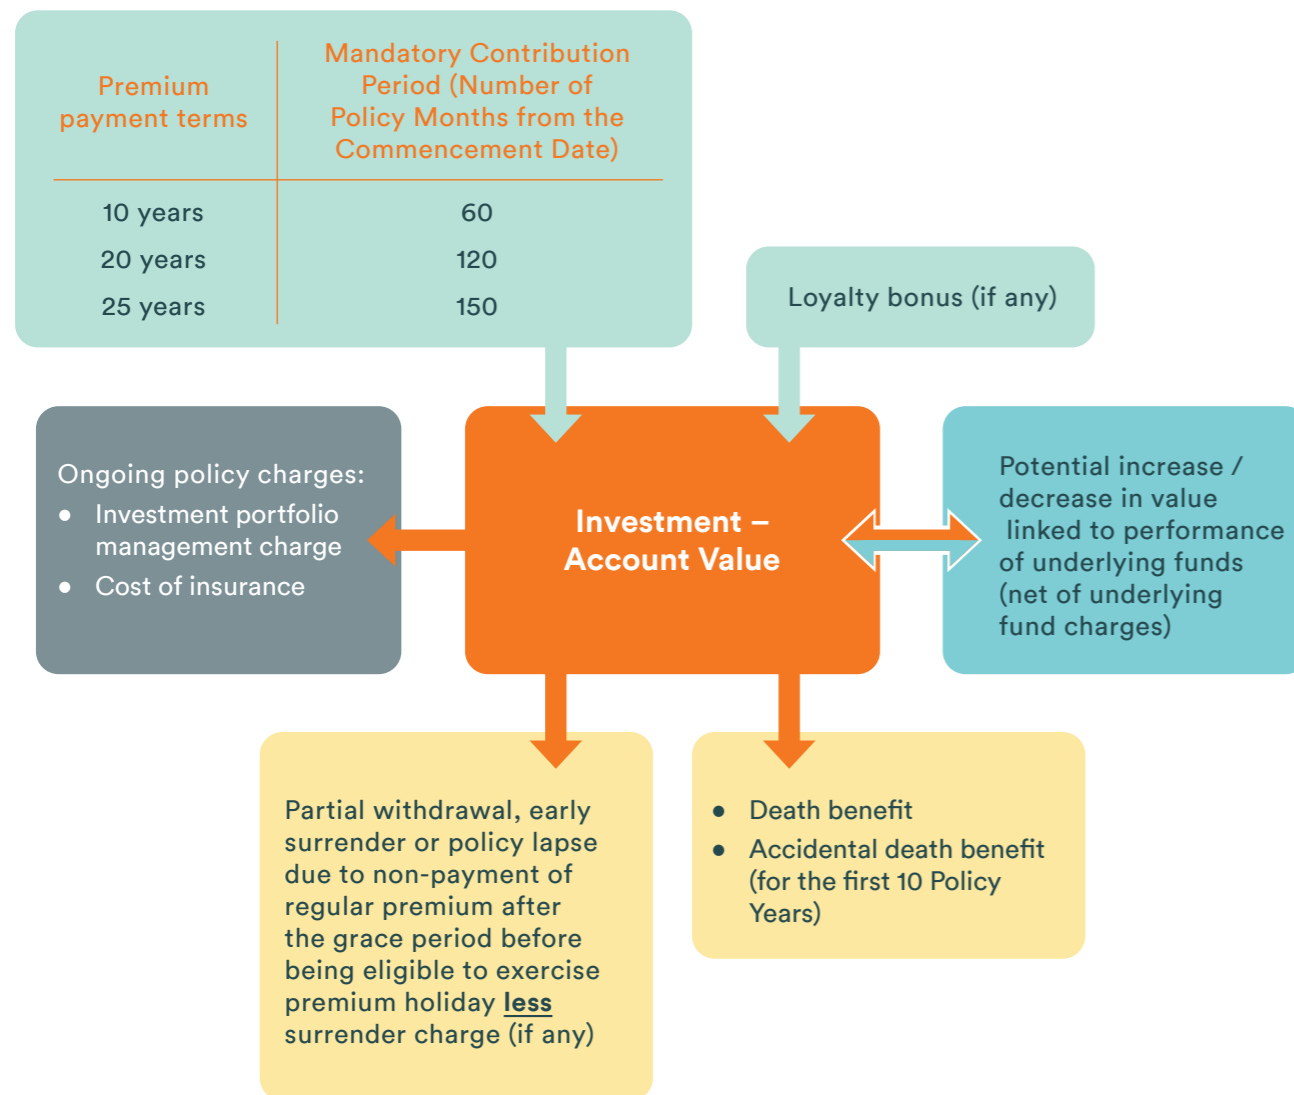 Premium
payment terms
Mandatory Contribution
Period (Number of
Policy Months from the
Commencement Date)
10 years
60
20 years
120
25 years
150
Loyalty bonus (if any)
Ongoing policy charges:
● Investment portfolio
management charge
● Cost of insurance
Investment –
Account Value
Potential increase /
decrease in value
linked to performance
of underlying funds
(net of underlying
fund charges)
Partial withdrawal, early
surrender or policy lapse
due to non-payment of
regular premium after
the grace period before
being eligible to exercise
premium holiday less
surrender charge (if any)
● Death benefit
● Accidental death benefit
(for the first 10 Policy
Years)